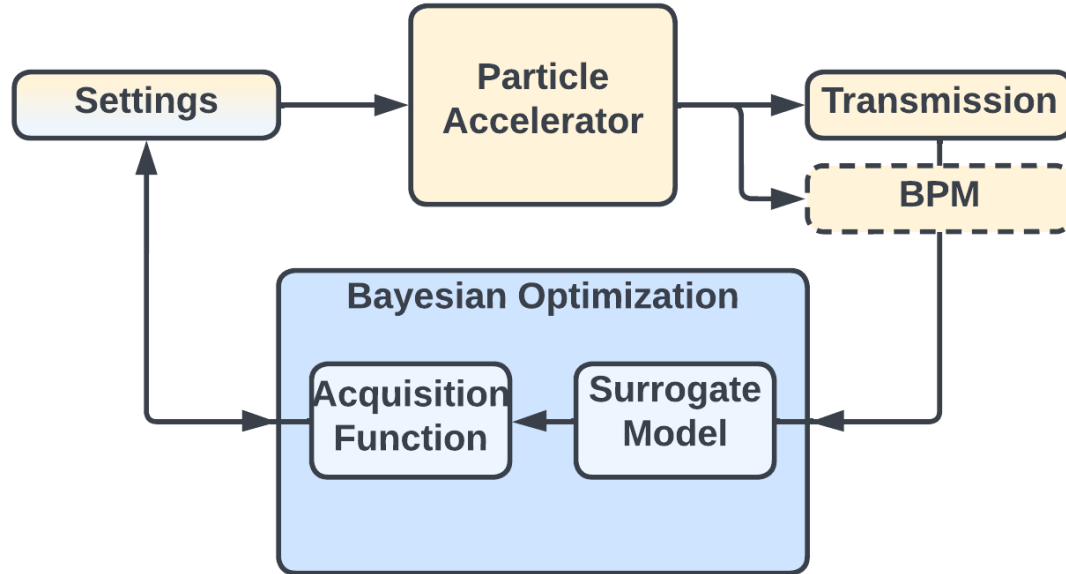 Settings
Particle
Accelerator
Transmission
BPM
Bayesian Optimization
Acquisition
Function
Surrogate
Model